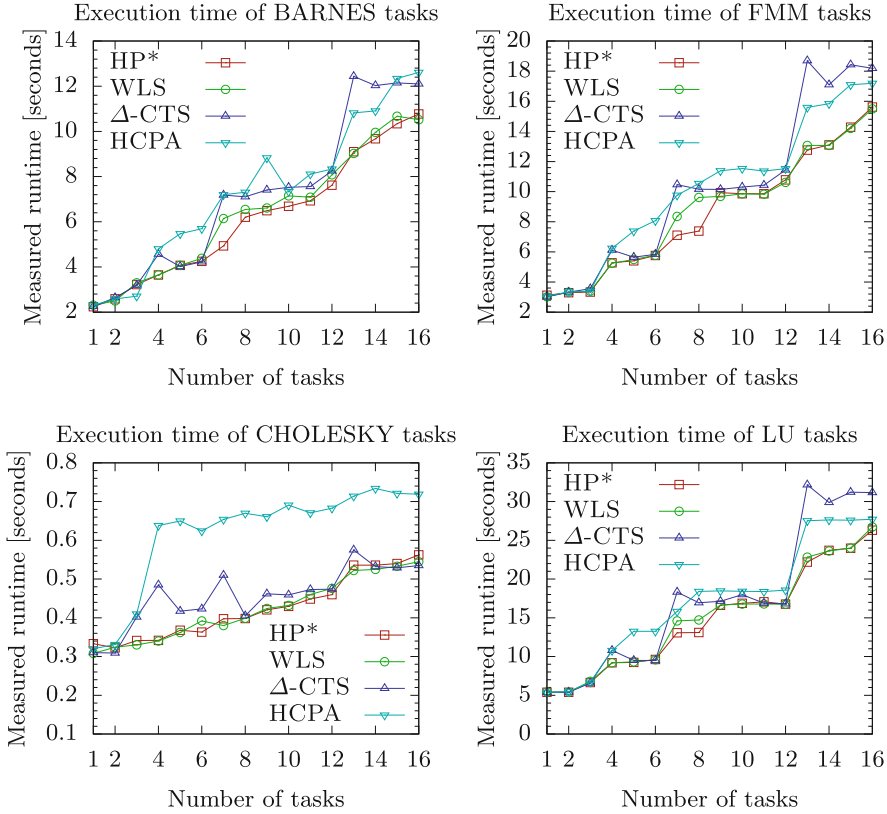 Execution time of BARNES tasks
Measured runtime [seconds]
14
12
10
8
6
4
2
HP*
WLS
Δ-CTS
HCPA
1 2 4 6 8 10 12 14 16
Number of tasks
Execution time of FMM tasks
Measured runtime [seconds]
20
18
16
14
12
10
8
6
4
2
HP*
WLS
Δ-CTS
HCPA
1 2 4 6 8 10 12 14 16
Number of tasks
Execution time of CHOLESKY tasks
Measured runtime [seconds]
0.8
0.7
0.6
0.5
0.4
0.3
0.2
0.1
HP*
WLS
Δ-CTS
HCPA
1 2 4 6 8 10 12 14 16
Number of tasks
Execution time of LU tasks
Measured runtime [seconds]
35
30
25
20
15
10
5
0
HP*
WLS
Δ-CTS
HCPA
1 2 4 6 8 10 12 14 16
Number of tasks